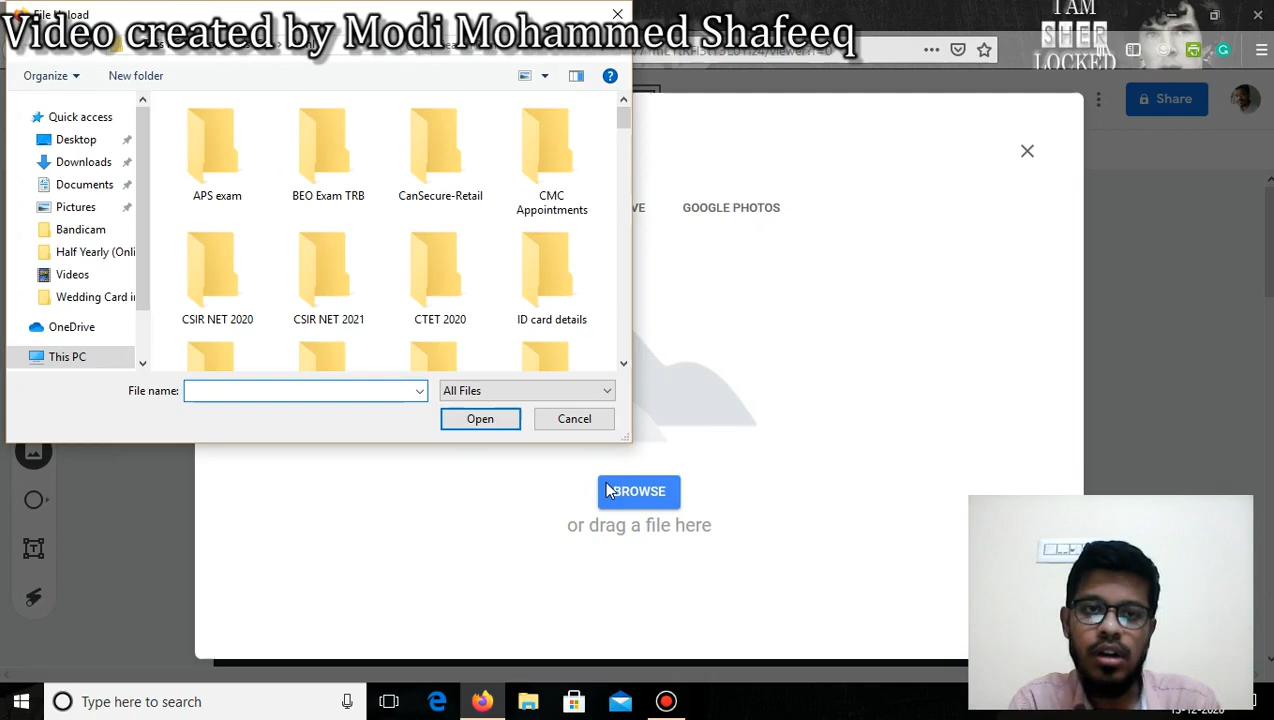 File Upload
Video created by Modi Mohammed Shafeeq
I AM
SHER
LOCKED
Organize
New folder
Share
Quick access
Desktop
Downloads
Documents
Pictures
Bandicam
Half Yearly (Onli
Videos
Wedding Card i
OneDrive
This PC
APS exam
BEO Exam TRB
CanSecure-Retail
CMC
Appointments
CSIR NET 2020
CSIR NET 2021
CTET 2020
ID card details
VE
GOOGLE PHOTOS
File name:
All Files
Open
Cancel
BROWSE
or drag a file here
Type here to search